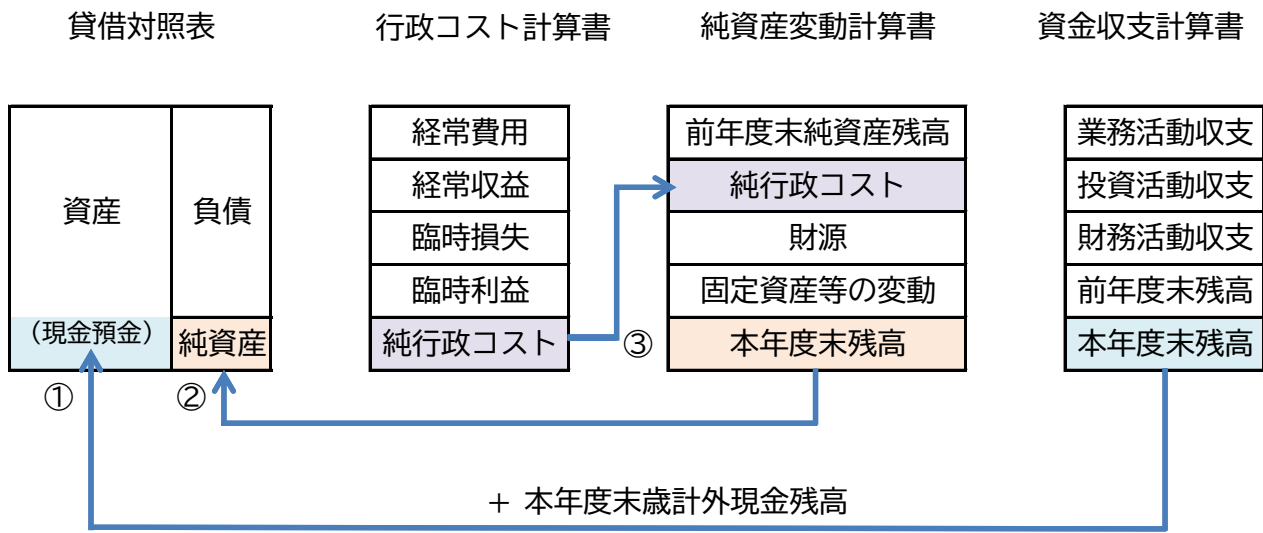 貸借対照表
行政コスト計算書
純資産変動計算書
資金収支計算書
資産
(現金預金)
負債
純資産
経常費用
経常収益
臨時損失
臨時利益
純行政コスト
前年度末純資産残高
純行政コスト
財源
固定資産等の変動
本年度末残高
業務活動収支
投資活動収支
財務活動収支
前年度末残高
本年度末残高
①
②
③
+ 本年度末歳計外現金残高